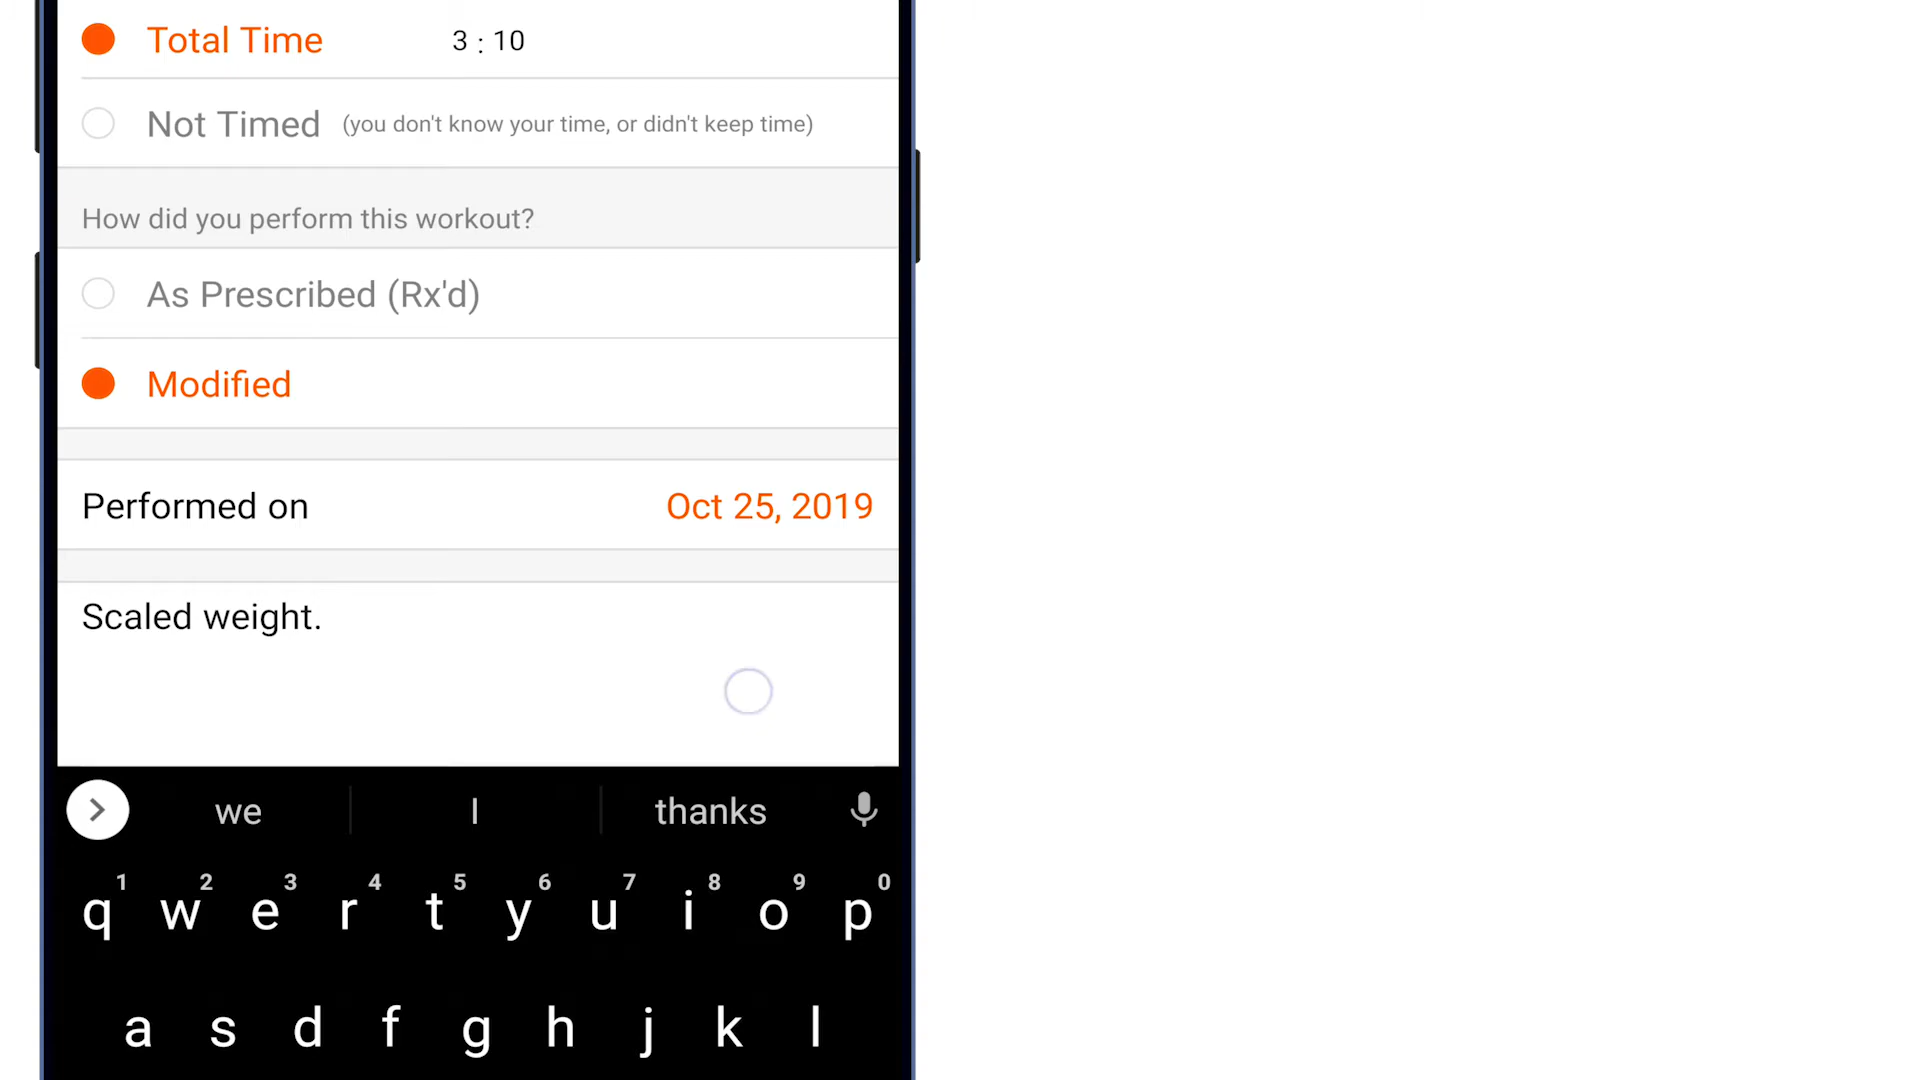 Total Time 3 : 10
Not Timed (you don't know your time, or didn't keep time)
How did you perform this workout?
As Prescribed (Rx'd)
Modified
Performed on Oct 25, 2019
Scaled weight.
we I thanks
1 2 3 4 5 6 7 8 9 0
q w e r t y u i o p
a s d f g h j k l